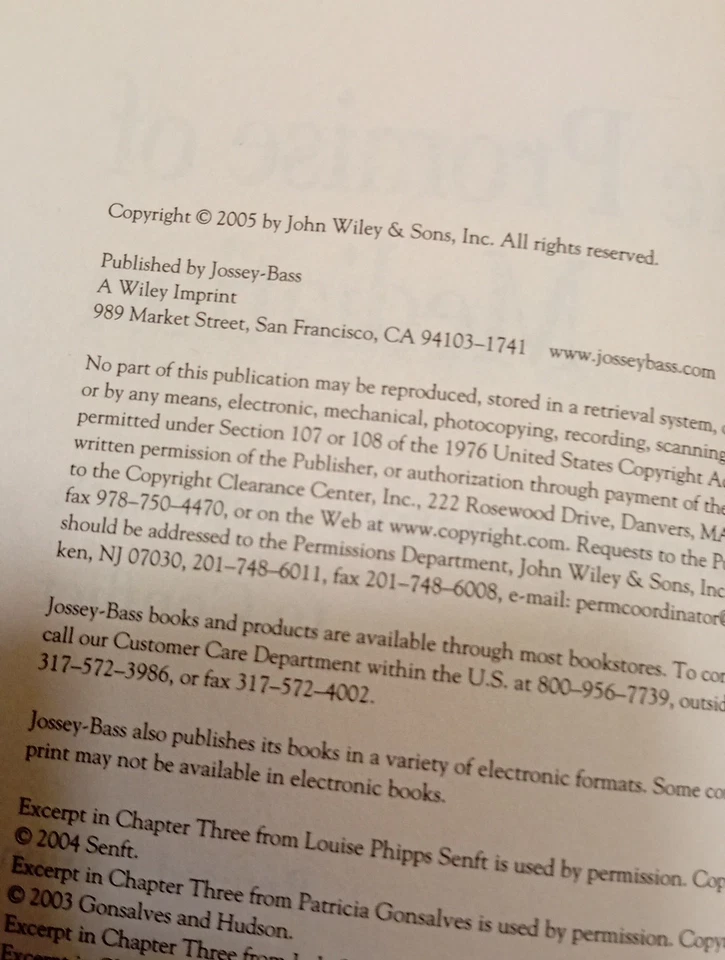 Copyright © 2005 by John Wiley & Sons, Inc. All rights reserved.
Published by Jossey-Bass
A Wiley Imprint
989 Market Street, San Francisco, CA 94103–1741 www.josseybass.com
No part of this publication may be reproduced, stored in a retrieval system,
or by any means, electronic, mechanical, photocopying, recording, scanning
permitted under Section 107 or 108 of the 1976 United States Copyright
written permission of the Publisher, or authorization through payment of the
to the Copyright Clearance Center, Inc., 222 Rosewood Drive, Danvers, MA
fax 978–750–4470, or on the Web at www.copyright.com. Requests to the
should be addressed to the Permissions Department, John Wiley & Sons, Inc
ken, NJ 07030, 201–748–6011, fax 201–748–6008, e-mail: permcoordinator@
Jossey-Bass books and products are available through most bookstores. To con
call our Customer Care Department within the U.S. at 800–956–7739, outsid
317–572–3986, or fax 317–572–4002.
Jossey-Bass also publishes its books in a variety of electronic formats. Some co
print may not be available in electronic books.
Excerpt in Chapter Three from Louise Phipps Senft is used by permission. Cop
© 2004 Senft.
Excerpt in Chapter Three from Patricia Gonsalves is used by permission. Copy
© 2003 Gonsalves and Hudson.
Excerpt in Chapter Three from